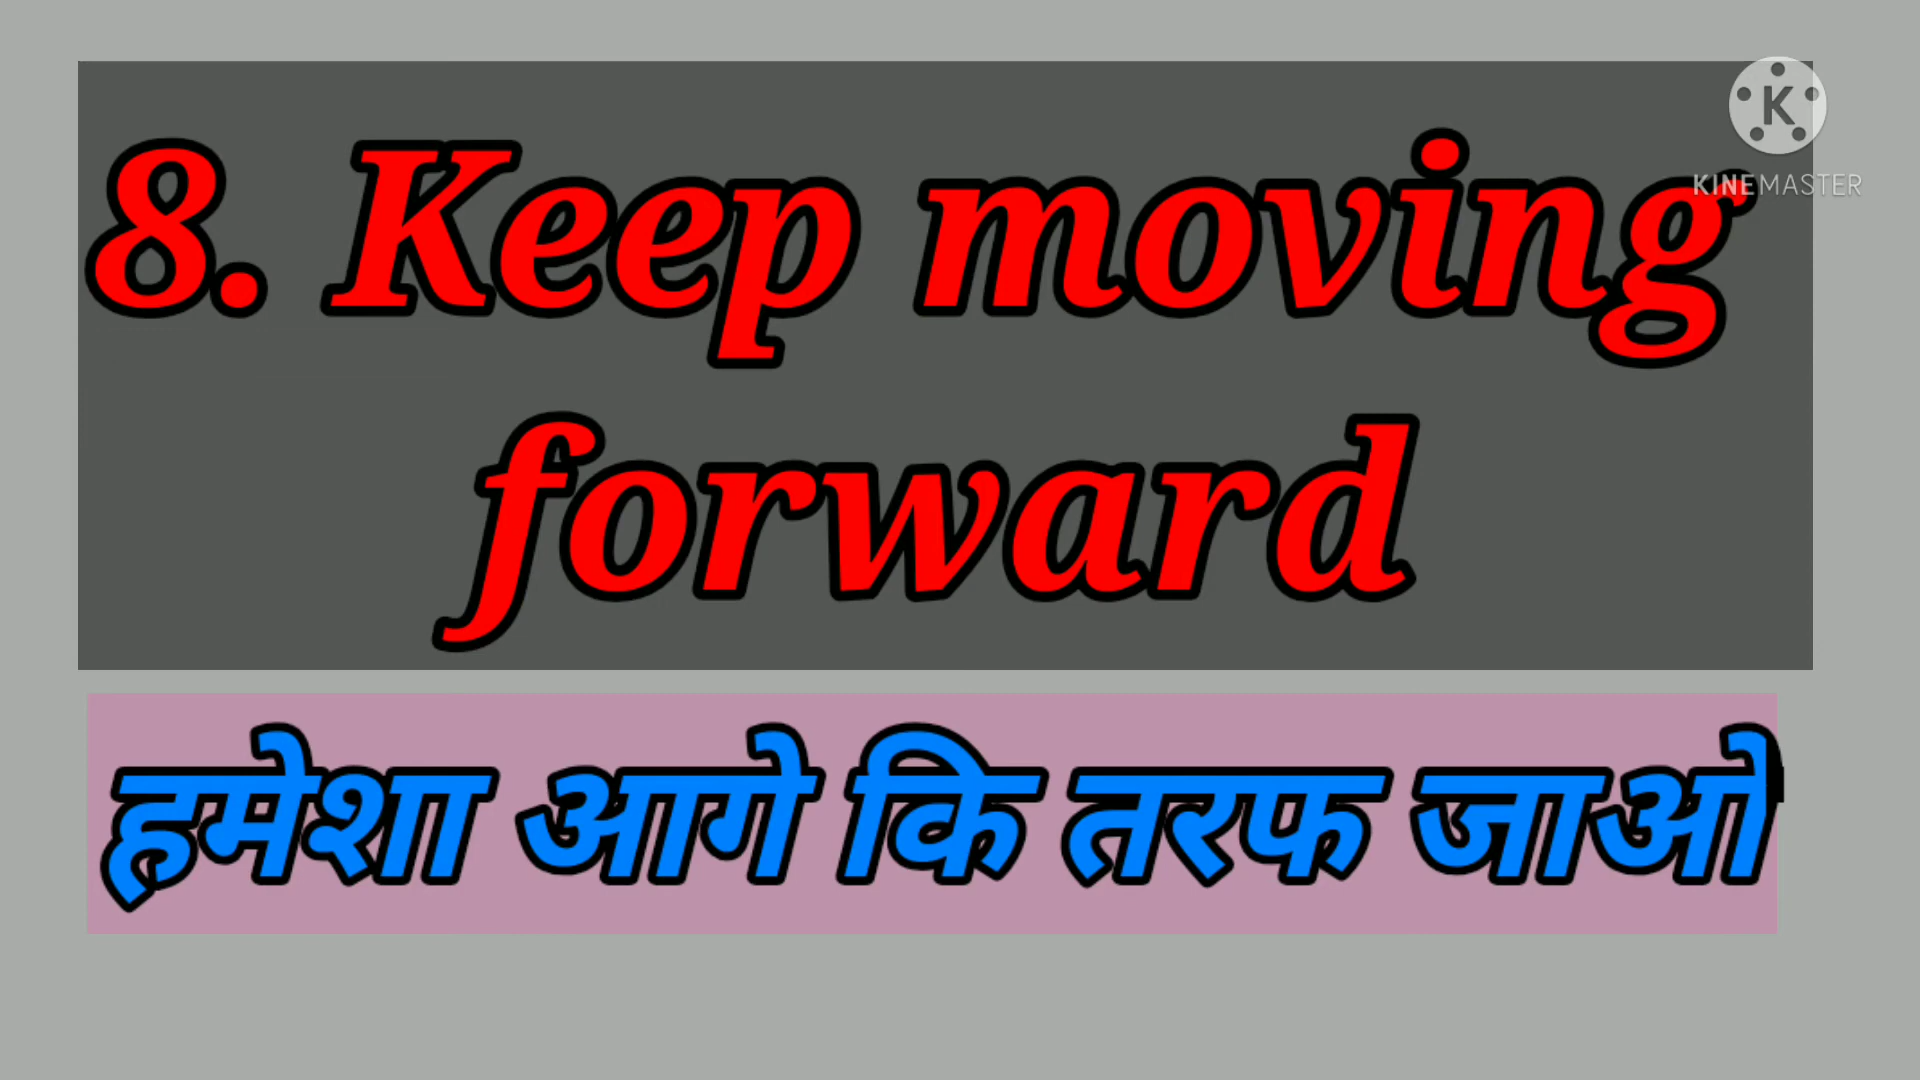 8. Keep moving
forward
हमेशा आगे कि तरफ जाओ
K
KINEMASTER